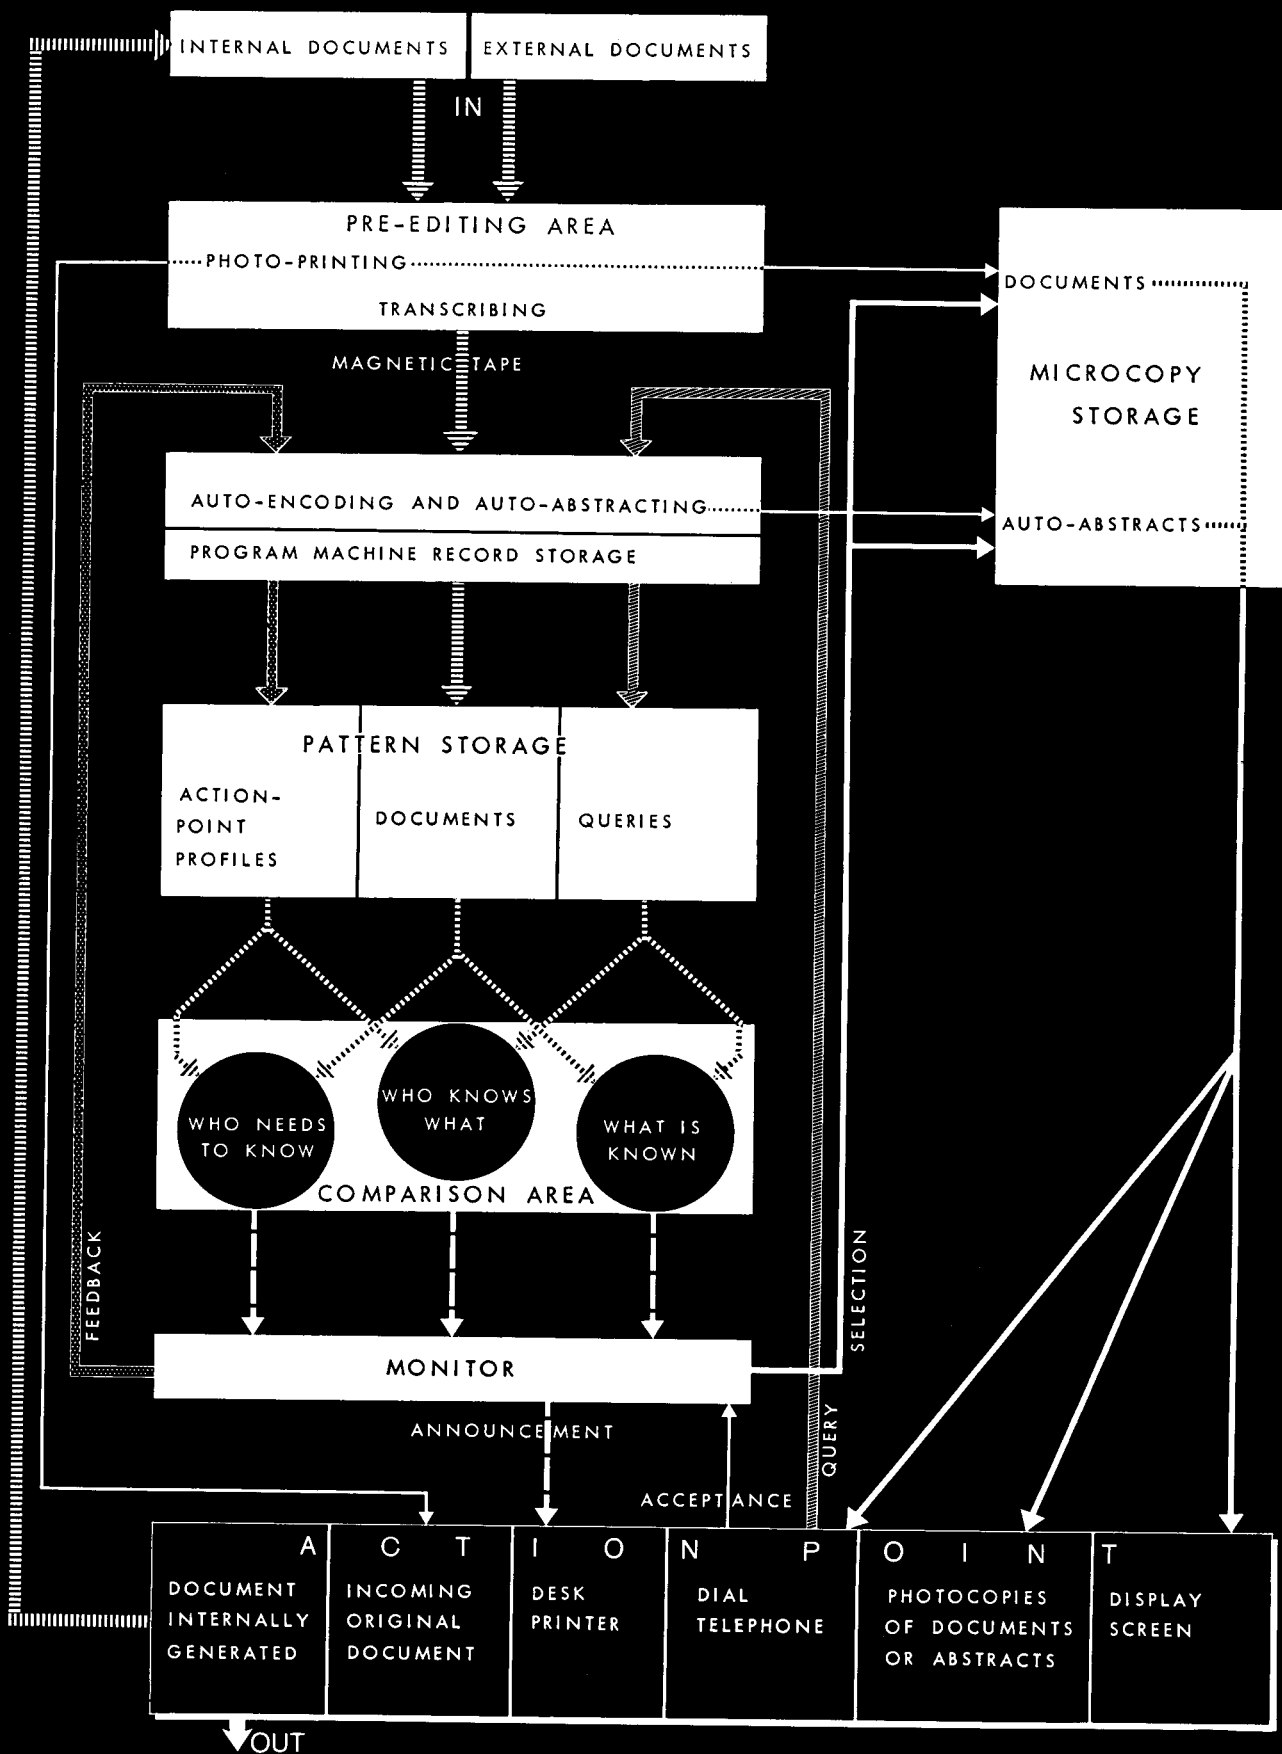 INTERNAL DOCUMENTS
EXTERNAL DOCUMENTS
IN
PRE-EDITING AREA
PHOTO-PRINTING
TRANSCRIBING
MAGNETIC TAPE
DOCUMENTS
MICROCOPY
STORAGE
AUTO-ABSTRACTS
AUTO-ENCODING AND AUTO-ABSTRACTING
PROGRAM MACHINE RECORD STORAGE
PATTERN STORAGE
ACTION-
POINT
PROFILES
DOCUMENTS
QUERIES
WHO NEEDS
TO KNOW
WHO KNOWS
WHAT
WHAT IS
KNOWN
COMPARISON AREA
FEEDBACK
SELECTION
MONITOR
ANNOUNCEMENT
QUERY
ACCEPTANCE
ACTION POINT
DOCUMENT
INTERNALLY
GENERATED
INCOMING
ORIGINAL
DOCUMENT
DESK
PRINTER
DIAL
TELEPHONE
PHOTOCOPIES
OF DOCUMENTS
OR ABSTRACTS
DISPLAY
SCREEN
OUT